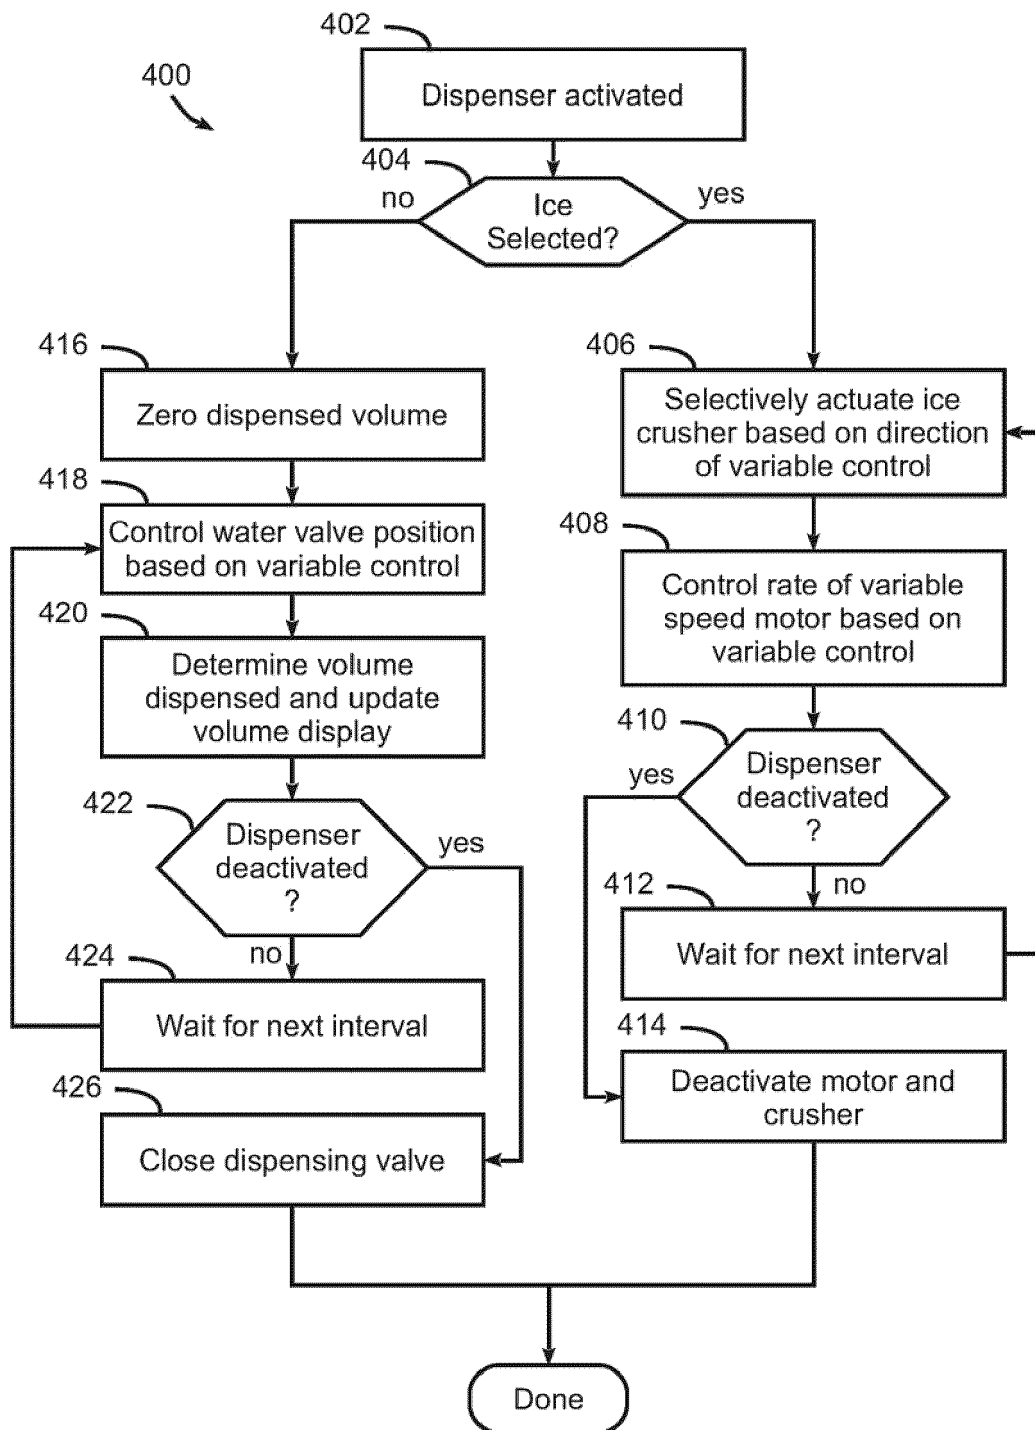 402
400
Dispenser activated
404
no
yes
Ice
Selected?
416
Zero dispensed volume
418
Control water valve position
based on variable control
420
Determine volume
dispensed and update
volume display
422
Dispenser
deactivated
?
yes
no
424
Wait for next interval
426
Close dispensing valve
406
Selectively actuate ice
crusher based on direction
of variable control
408
Control rate of variable
speed motor based on
variable control
410
yes
Dispenser
deactivated
?
412
no
Wait for next interval
414
Deactivate motor and
crusher
Done